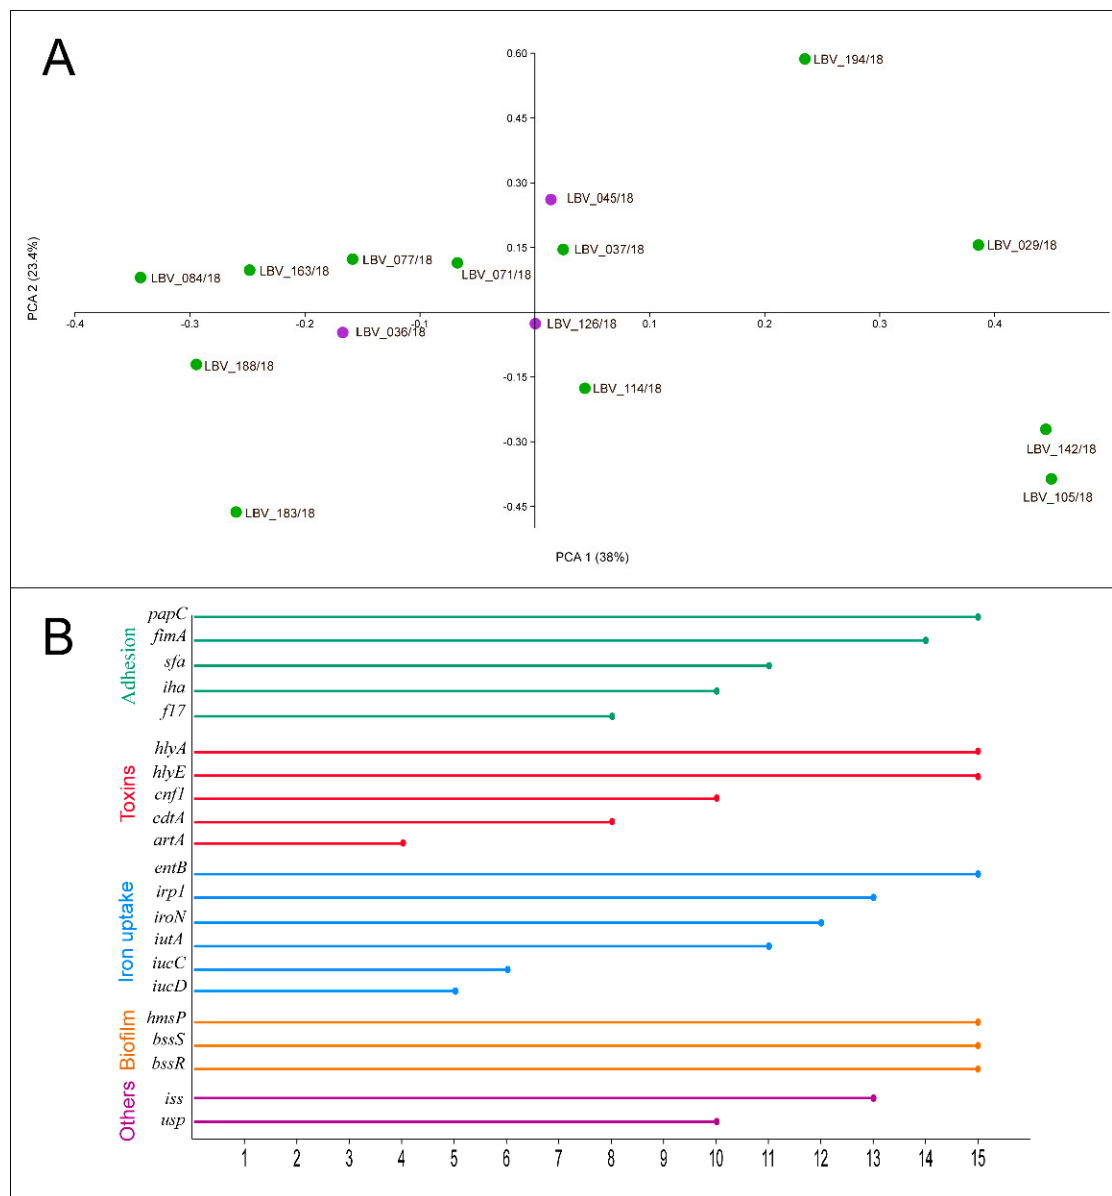 A
0.60
LBV_194/18
0.45
0.30
LBV_045/18
0.15
LBV_037/18
LBV_029/18
LBV_077/18
LBV_071/18
LBV_163/18
LBV_084/18
PCA 2 (23.4%)
-0.4
-0.3
-0.2
-0.1
0.1
0.2
0.3
0.4
LBV_036/18
LBV_126/18
LBV_188/18
-0.15
LBV_114/18
-0.30
LBV_142/18
-0.45
LBV_105/18
LBV_183/18
PCA 1 (38%)
B
Adhesion
papC
fimA
sfa
iha
f17
Toxins
hlyA
hlyE
cnf1
cdtA
artA
Iron uptake
entB
irp1
iroN
iutA
iucC
iucD
Biofilm
hmsP
bssS
bssR
Others
iss
usp
1 2 3 4 5 6 7 8 9 10 11 12 13 14 15